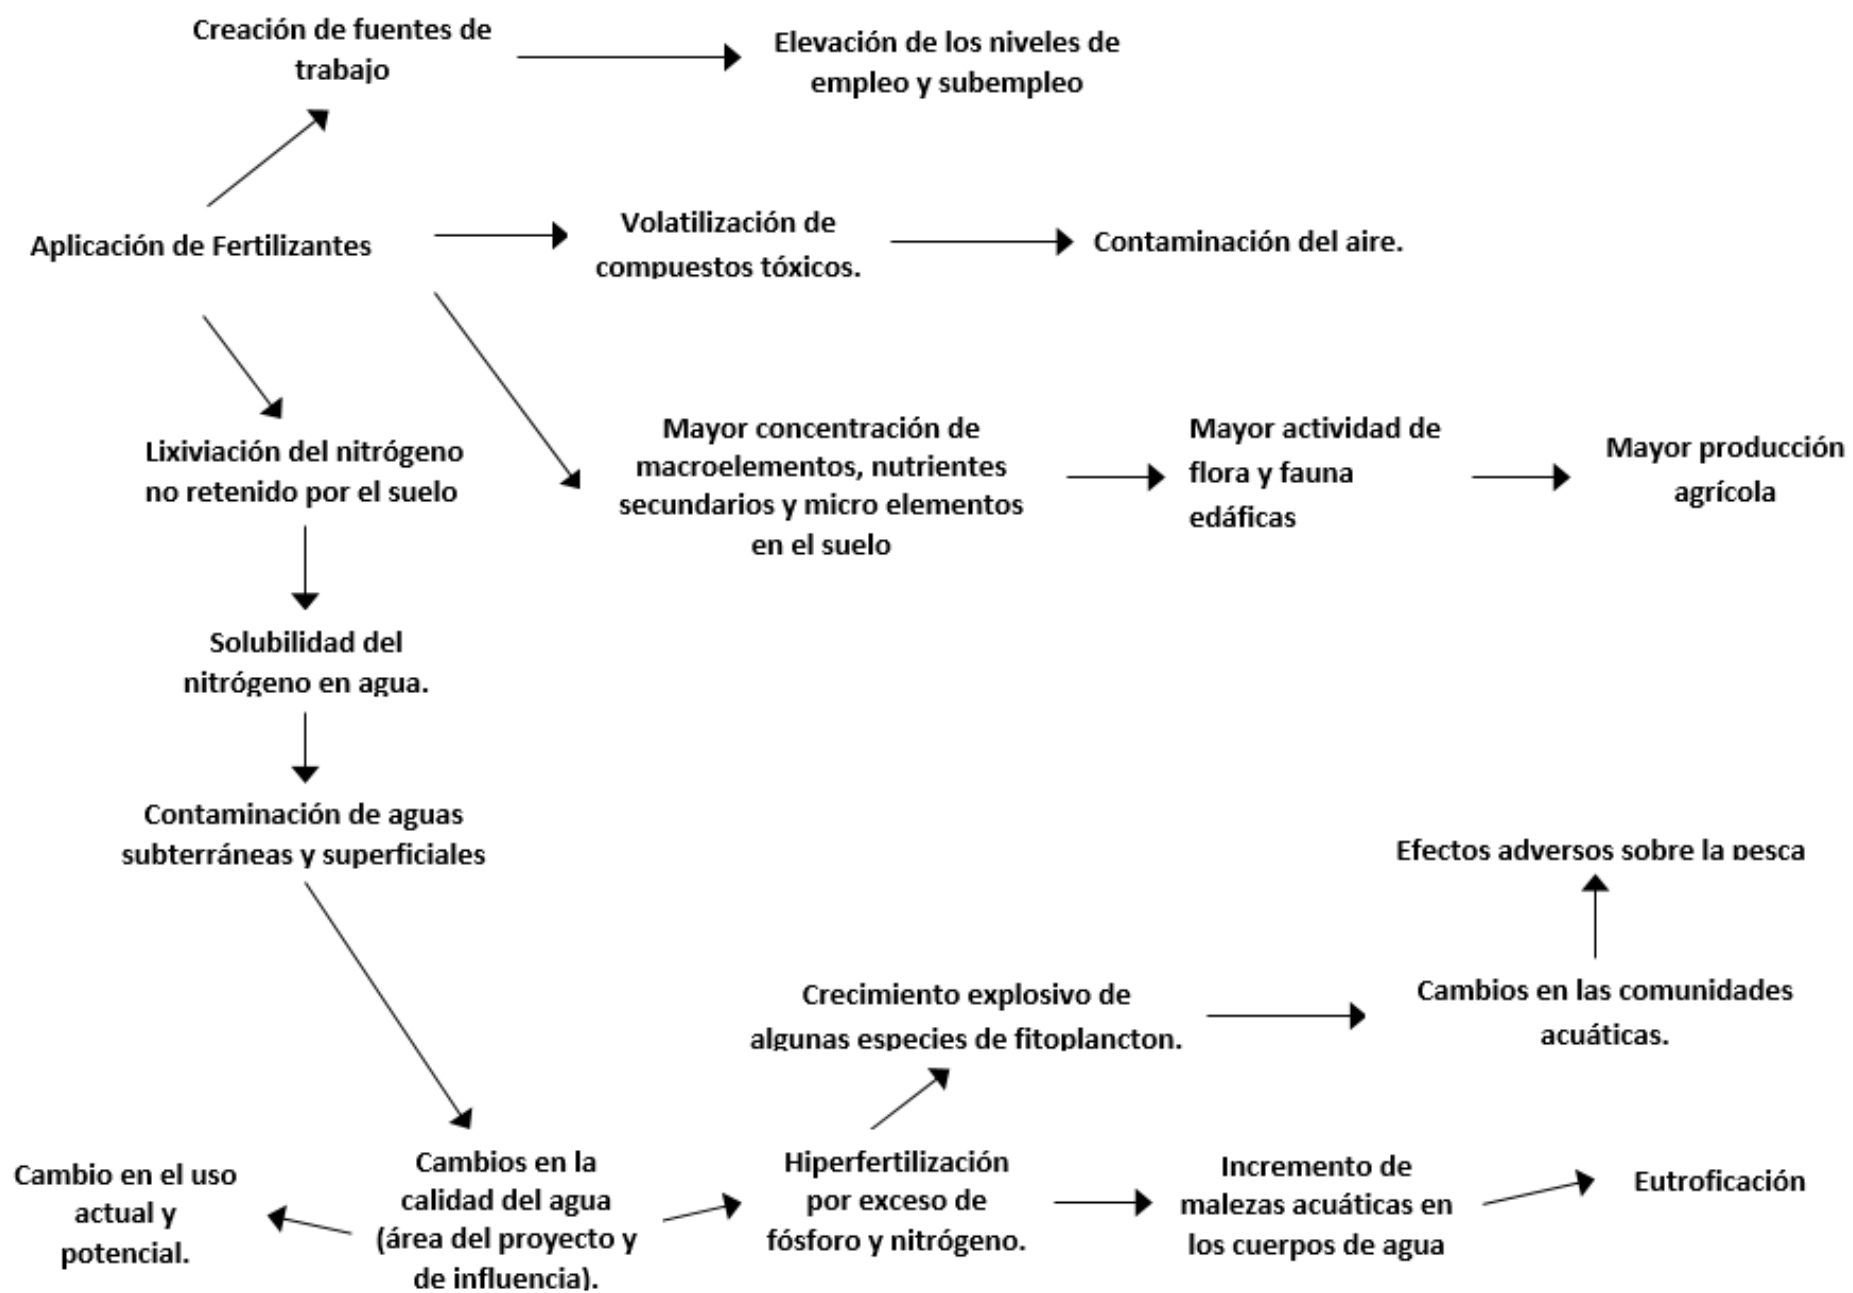 Creación de fuentes de
trabajo
Elevación de los niveles de
empleo y subempleo
Aplicación de Fertilizantes
Volatilización de
compuestos tóxicos.
Contaminación del aire.
Lixiviación del nitrógeno
no retenido por el suelo
Mayor concentración de
macroelementos, nutrientes
secundarios y micro elementos
en el suelo
Mayor actividad de
flora y fauna
edáficas
Mayor producción
agrícola
Solubilidad del
nitrógeno en agua.
Contaminación de aguas
subterráneas y superficiales
Efectos adversos sobre la pesca
Crecimiento explosivo de
algunas especies de fitoplancton.
Cambios en las comunidades
acuáticas.
Cambio en el uso
actual y
potencial.
Cambios en la
calidad del agua
(área del proyecto y
de influencia).
Hiperfertilización
por exceso de
fósforo y nitrógeno.
Incremento de
malezas acuáticas en
los cuerpos de agua
Eutroficación